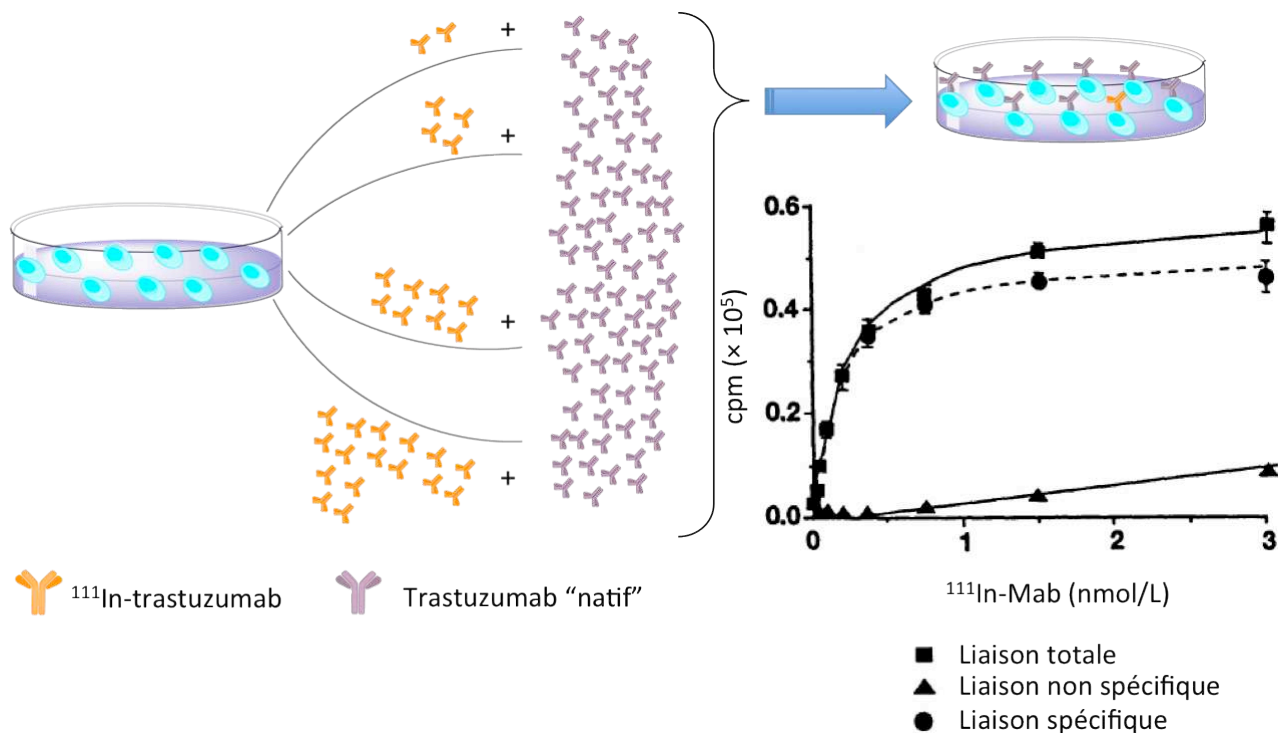 +
+
+
+
0.6
0.4
0.2
0.0
cpm (× 10⁵)
0 1 2 3
¹¹¹In-Mab (nmol/L)
¹¹¹In-trastuzumab
Trastuzumab “natif”
Liaison totale
Liaison non spécifique
Liaison spécifique